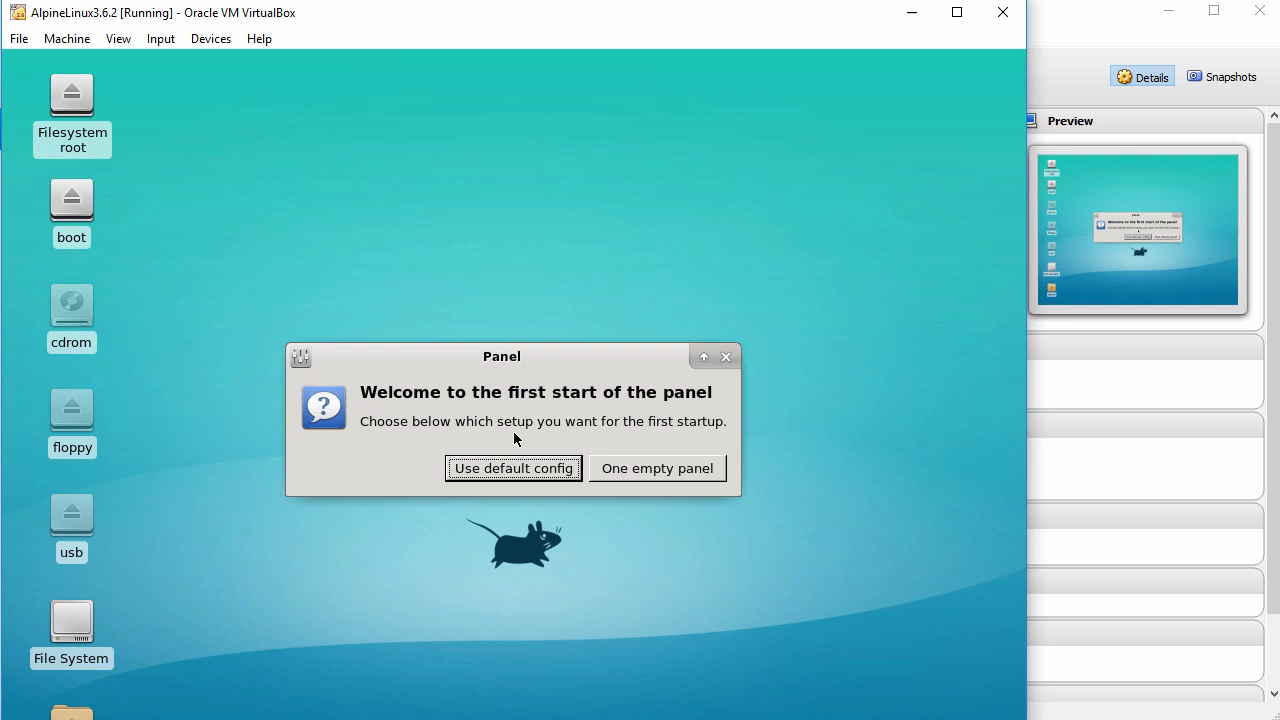 AlpineLinux3.6.2 [Running] - Oracle VM VirtualBox
File Machine View Input Devices Help
Details Snapshots
Preview
Filesystem
root
boot
cdrom
floppy
usb
File System
Panel
Welcome to the first start of the panel
Choose below which setup you want for the first startup.
Use default config One empty panel